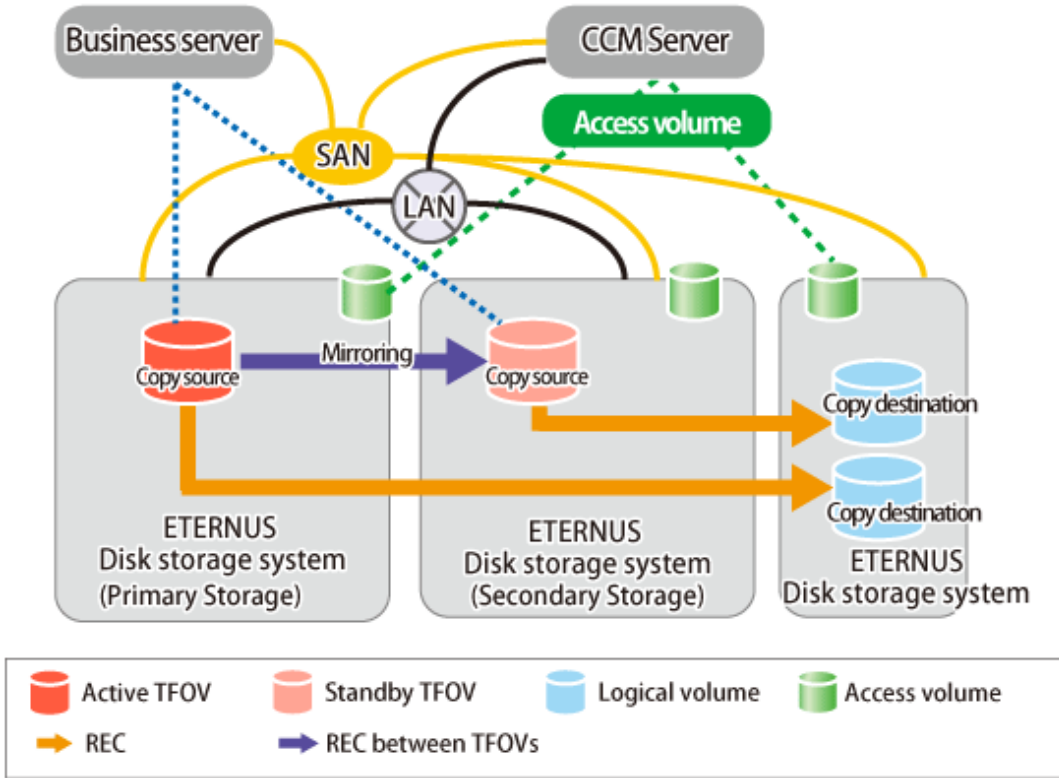 Business server
CCM Server
Access volume
SAN
LAN
Mirroring
Copy source
Copy source
Copy destination
Copy destination
ETERNUS
Disk storage system
(Primary Storage)
ETERNUS
Disk storage system
(Secondary Storage)
ETERNUS
Disk storage system
Active TFOV
Standby TFOV
Logical volume
Access volume
REC
REC between TFOVs